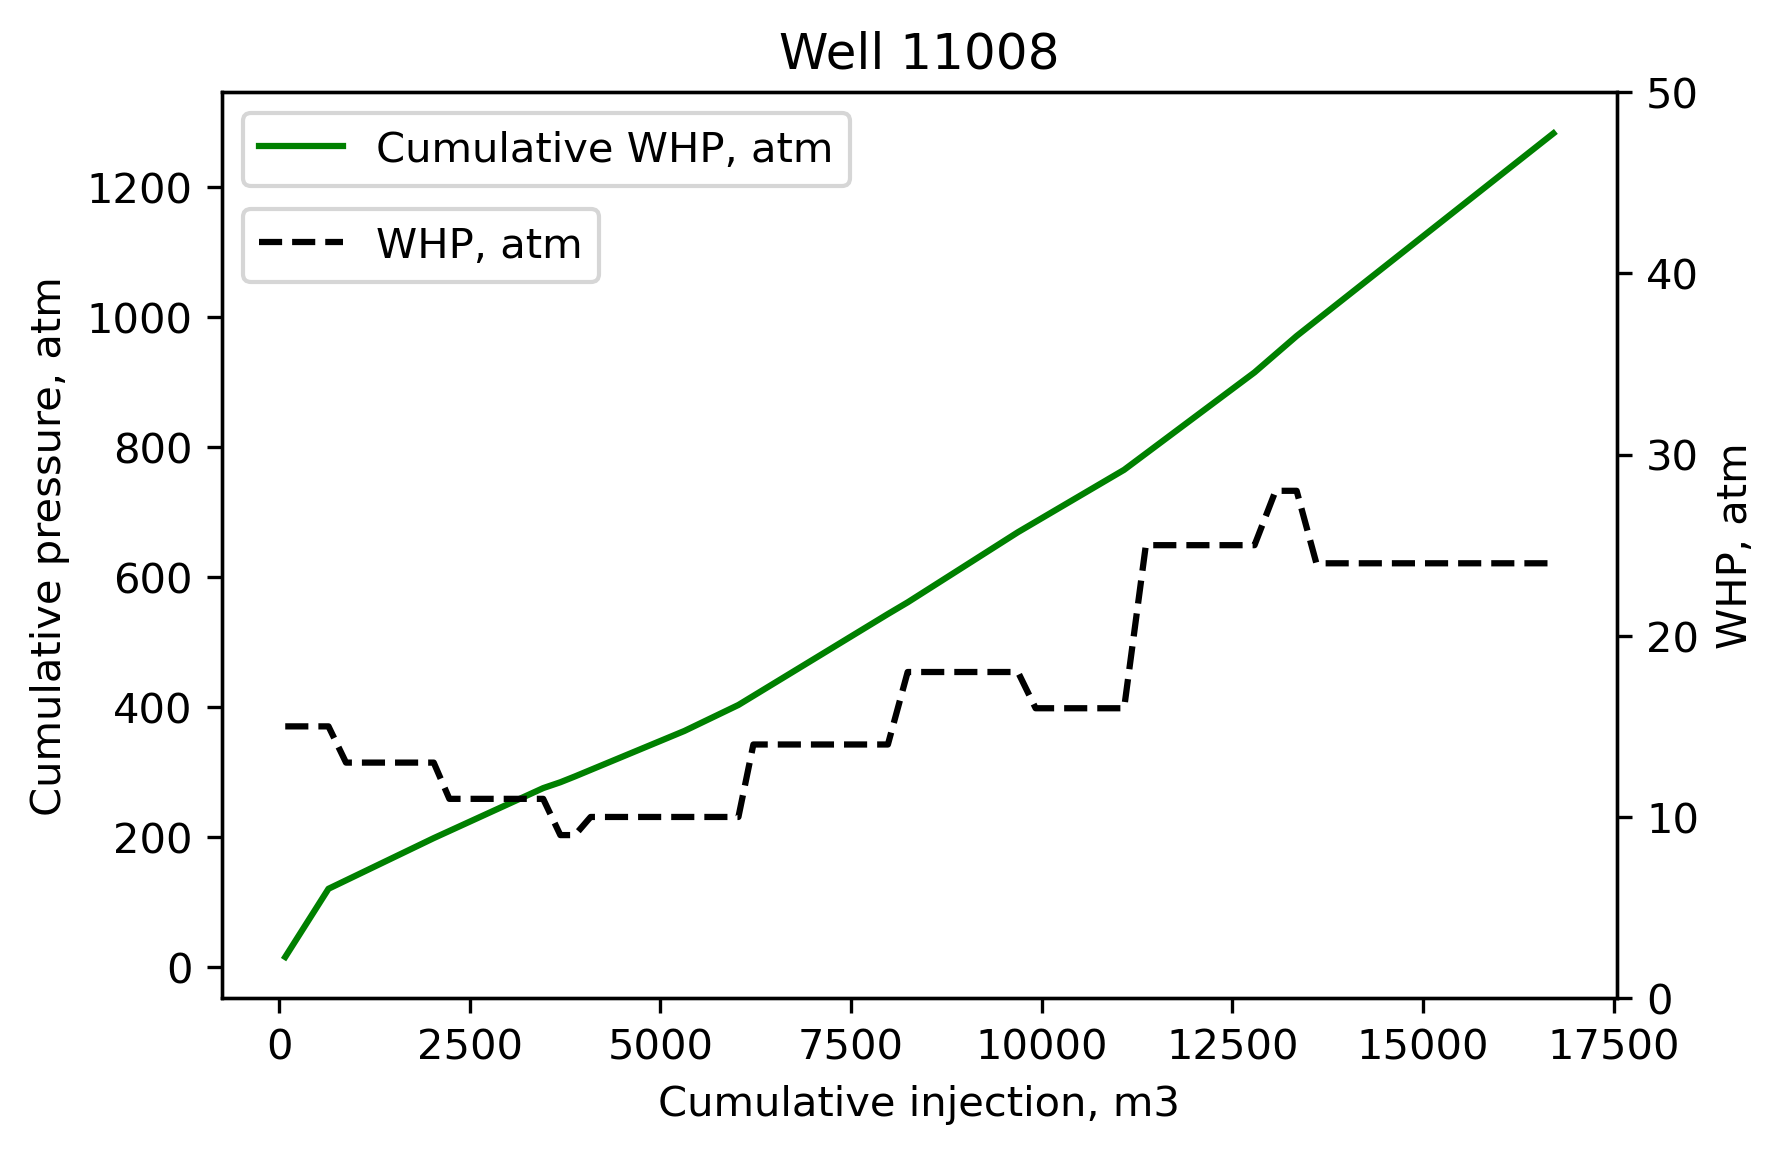 Well 11008
Cumulative WHP, atm
WHP, atm
Cumulative pressure, atm
1200
1000
800
600
400
200
0
50
40
30
20
10
0
WHP, atm
0 2500 5000 7500 10000 12500 15000 17500
Cumulative injection, m3